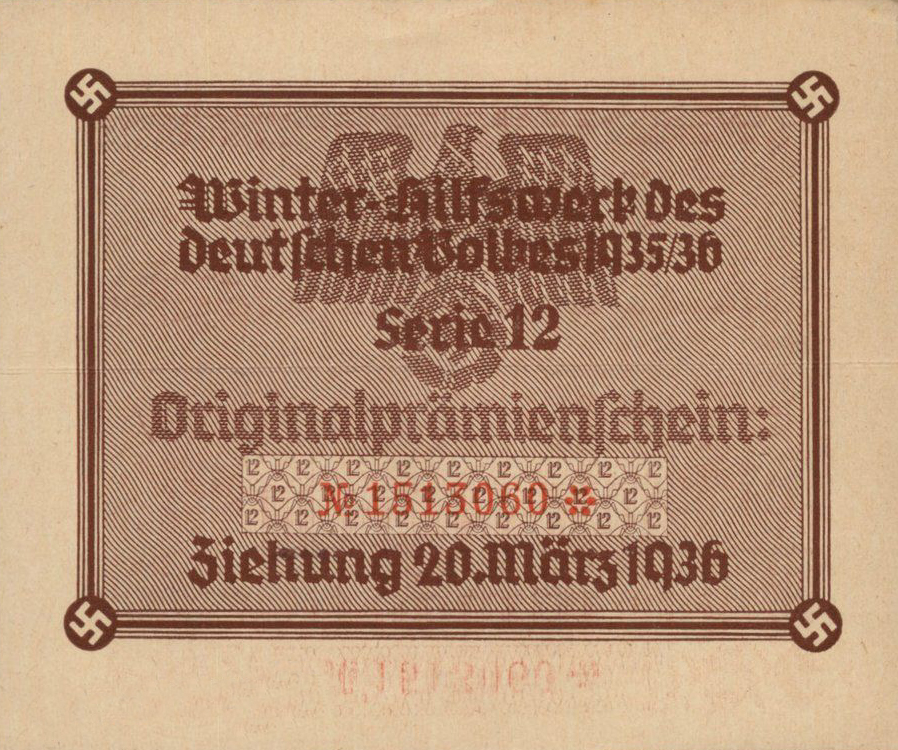 Winter-Hilfswerk des
deutschen Volkes 1935/36
Serie 12
Originalprämienschein:
№ 1513060 ✻
Ziehung 20. März 1936